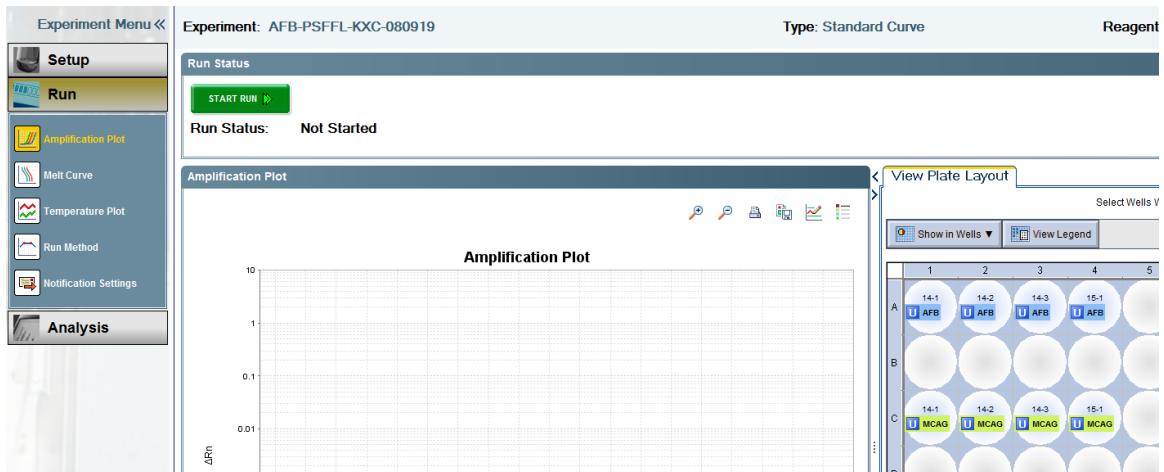 Experiment Menu «
Experiment: AFB-PSFFL-KXC-080919
Type: Standard Curve
Reagent
Setup
Run
Amplification Plot
Melt Curve
Temperature Plot
Run Method
Notification Settings
Analysis
Run Status
START RUN
Run Status: Not Started
Amplification Plot
Amplification Plot
10
1
0.1
0.01
ΔRn
View Plate Layout
Select Wells W
Show in Wells ▼
View Legend
1 2 3 4 5
A
14-1 14-2 14-3 15-1
U AFB U AFB U AFB U AFB
B
C
14-1 14-2 14-3 15-1
U MCAG U MCAG U MCAG U MCAG